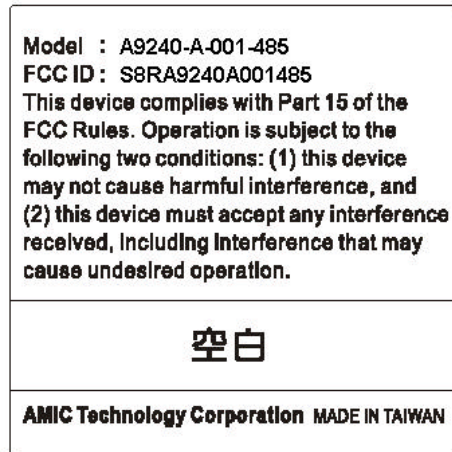 Model : A9240-A-001-485
FCC ID : S8RA9240A001485
This device complies with Part 15 of the
FCC Rules. Operation is subject to the
following two conditions: (1) this device
may not cause harmful interference, and
(2) this device must accept any interference
received, including interference that may
cause undesired operation.
空白
AMIC Technology Corporation MADE IN TAIWAN